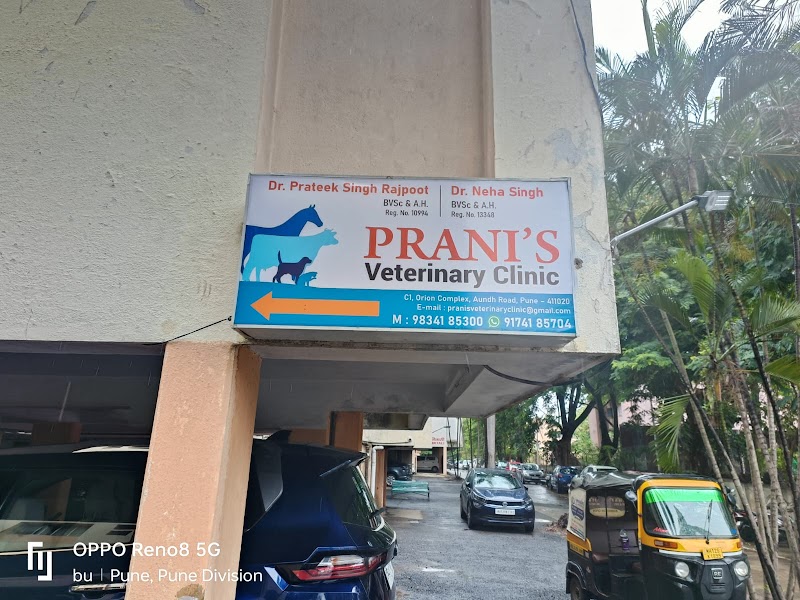 Dr. Prateek Singh Rajpoot
BVSc & A.H.
Reg. No. 10994
Dr. Neha Singh
BVSc & A.H.
Reg. No. 13348
PRANI'S
Veterinary Clinic
C1, Orion Complex, Aundh Road, Pune – 411020
E-mail : pranisveterinaryclinic@gmail.com
M : 98341 85300 91741 85704
OPPO Reno8 5G
bu | Pune, Pune Division